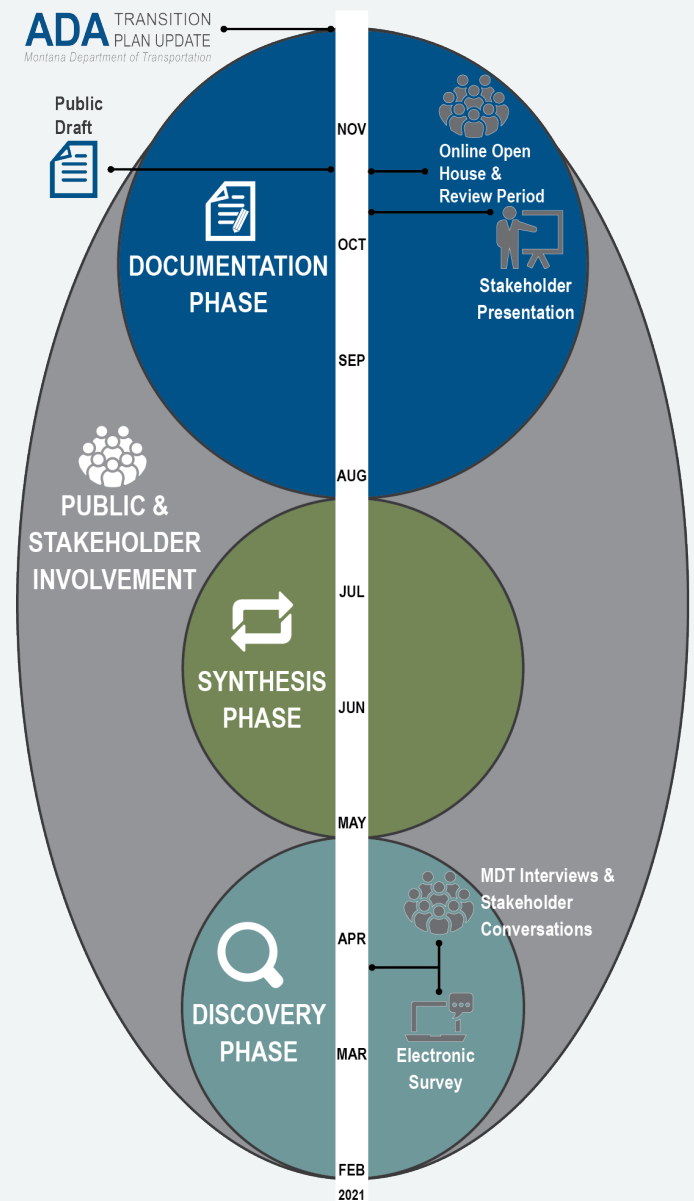 ADA TRANSITION
PLAN UPDATE
Montana Department of Transportation
Public
Draft
NOV
Online Open
House &
Review Period
OCT
DOCUMENTATION
PHASE
Stakeholder
Presentation
SEP
AUG
PUBLIC &
STAKEHOLDER
INVOLVEMENT
JUL
SYNTHESIS
PHASE
JUN
MAY
MDT Interviews &
Stakeholder
Conversations
APR
DISCOVERY
PHASE
MAR
Electronic
Survey
FEB
2021